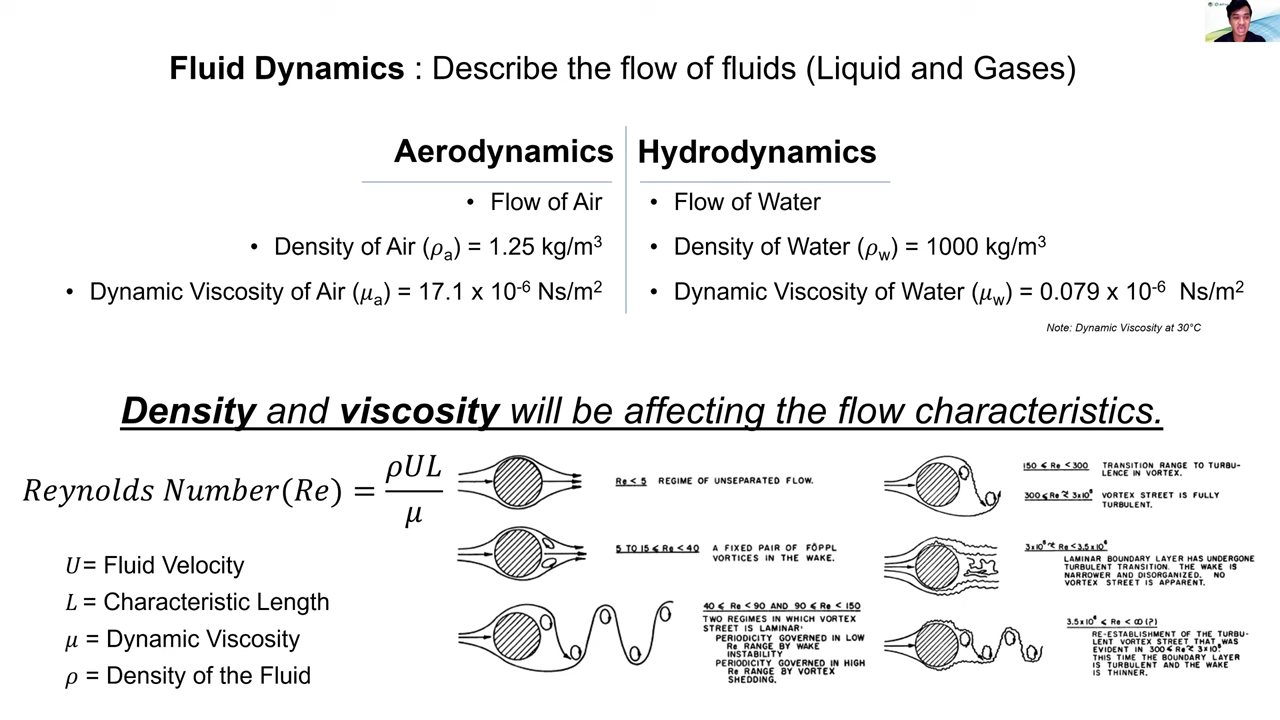 Fluid Dynamics : Describe the flow of fluids (Liquid and Gases)
Aerodynamics
• Flow of Air
• Density of Air (𝜌a) = 1.25 kg/m3
• Dynamic Viscosity of Air (𝜇a) = 17.1 x 10-6 Ns/m2
Hydrodynamics
• Flow of Water
• Density of Water (𝜌w) = 1000 kg/m3
• Dynamic Viscosity of Water (𝜇w) = 0.079 x 10-6 Ns/m2
Note: Dynamic Viscosity at 30°C
Density and viscosity will be affecting the flow characteristics.
𝑅𝑒𝑦𝑛𝑜𝑙𝑑𝑠 𝑁𝑢𝑚𝑏𝑒𝑟(𝑅𝑒) = 𝜌𝑈𝐿/𝜇
𝑈= Fluid Velocity
𝐿 = Characteristic Length
𝜇 = Dynamic Viscosity
𝜌 = Density of the Fluid
Re < 5 REGIME OF UNSEPARATED FLOW.
5 TO 15 ≤ Re < 40 A FIXED PAIR OF FÖPPL
VORTICES IN THE WAKE.
40 ≤ Re < 90 AND 90 ≤ Re < 150
TWO REGIMES IN WHICH VORTEX
STREET IS LAMINAR:
PERIODICITY GOVERNED IN LOW
Re RANGE BY WAKE
INSTABILITY
PERIODICITY GOVERNED IN HIGH
Re RANGE BY VORTEX
SHEDDING.
150 ≤ Re < 300 TRANSITION RANGE TO TURBU-
LENCE IN VORTEX.
300 ≤ Re ≲ 3x10⁵ VORTEX STREET IS FULLY
TURBULENT.
LAMINAR BOUNDARY LAYER HAS UNDERGONE
TURBULENT TRANSITION. THE WAKE IS
NARROWER AND DISORGANIZED. NO
VORTEX STREET IS APPARENT.
RE-ESTABLISHMENT OF THE TURBU-
LENT VORTEX STREET THAT WAS
EVIDENT IN 300 ≤ Re ≲ 3x10⁵.
THIS TIME THE BOUNDARY LAYER
IS TURBULENT AND THE WAKE
IS THINNER.